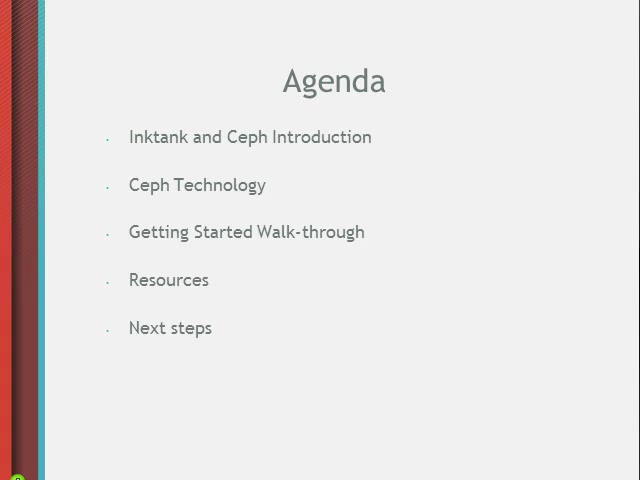 Agenda
Inktank and Ceph Introduction
Ceph Technology
Getting Started Walk-through
Resources
Next steps